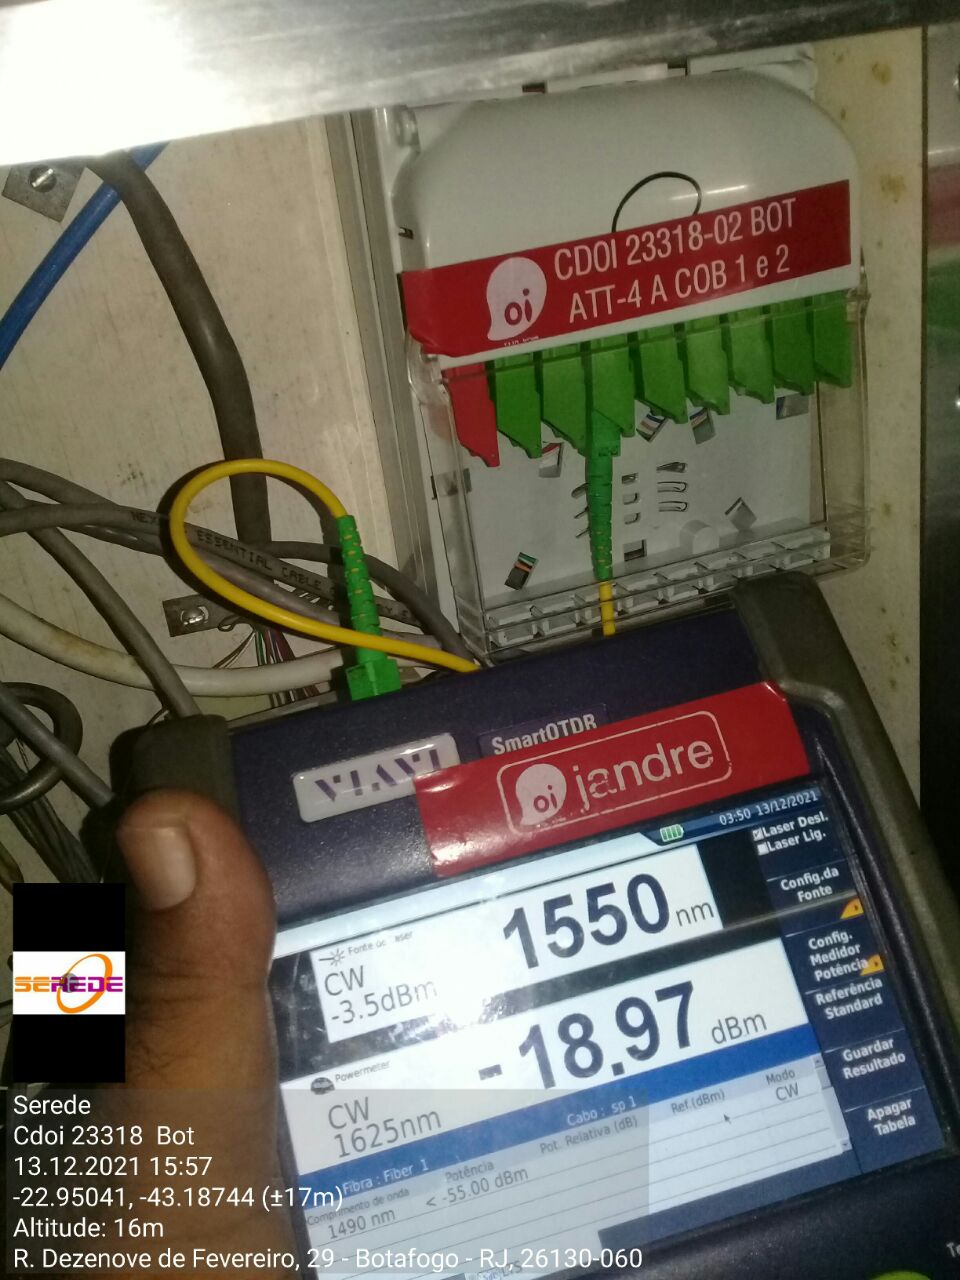 CDOI 23318-02 BOT
oi
ATT-4 A COB 1 e 2
ESSENTIAL CABLE
VIAVI
SmartOTDR
oi jandre
03:50 13/12/2021
Laser Desl.
Laser Lig.
Config.da
Fonte
Config.
Medidor
Potência
Referência
Standard
Guardar
Resultado
Apagar
Tabela
1550 nm
CW
-3.5dBm
Powermeter
-18.97 dBm
CW
1625nm
Fibra : Fiber 1
Cabo : sp 1
Comprimento de onda
Potência
Pot. Relativa (dB)
Ref.(dBm)
Modo
1490 nm
< -55.00 dBm
CW
SEREDE
Serede
Cdoi 23318 Bot
13.12.2021 15:57
-22.95041, -43.18744 (±17m)
Altitude: 16m
R. Dezenove de Fevereiro, 29 - Botafogo - RJ, 26130-060